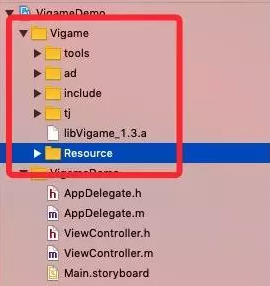 VigameDemo
Vigame
tools
ad
include
tj
libVigame_1.3.a
Resource
VigameDemo
AppDelegate.h
AppDelegate.m
ViewController.h
ViewController.m
Main.storyboard